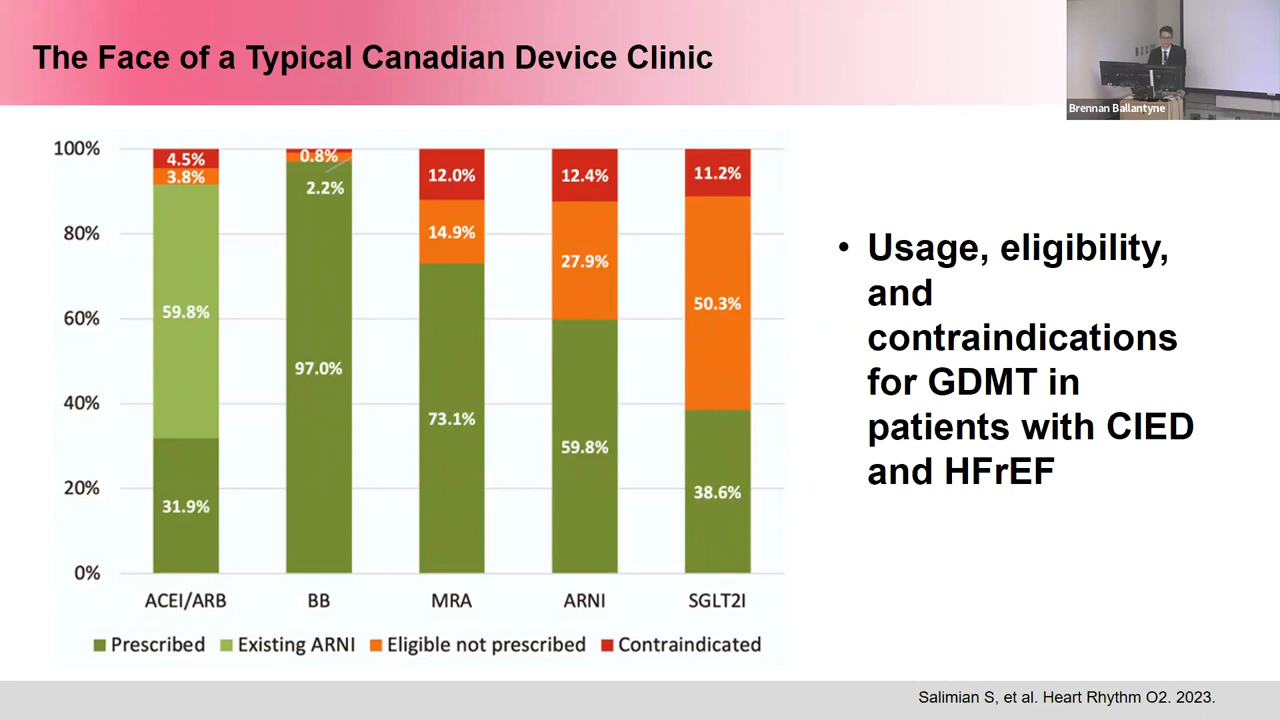 The Face of a Typical Canadian Device Clinic
Brennan Ballantyne
100%
80%
60%
40%
20%
0%
4.5%
3.8%
59.8%
31.9%
0.8%
2.2%
97.0%
12.0%
14.9%
73.1%
12.4%
27.9%
59.8%
11.2%
50.3%
38.6%
ACEI/ARB BB MRA ARNI SGLT2I
Prescribed Existing ARNI Eligible not prescribed Contraindicated
• Usage, eligibility,
and
contraindications
for GDMT in
patients with CIED
and HFrEF
Salimian S, et al. Heart Rhythm O2. 2023.